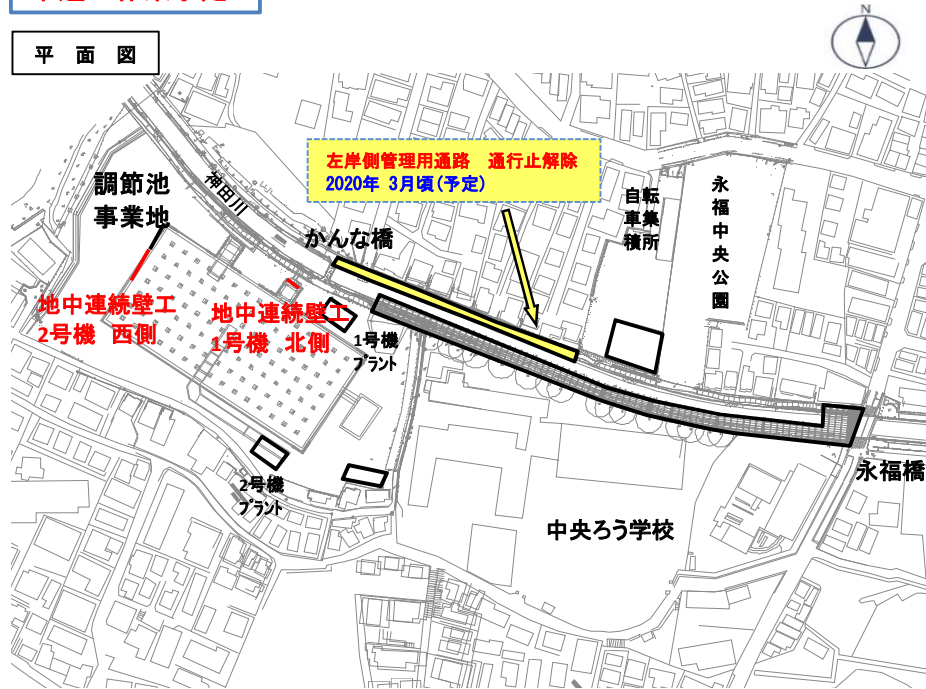 N
平 面 図
左岸側管理用通路 通行止解除
2020年 3月頃(予定)
調節池
事業地
神田川
かんな橋
自転
車集
積所
永福中央公園
地中連続壁工
2号機 西側
地中連続壁工
1号機 北側
1号機
プラント
2号機
プラント
永福橋
中央ろう学校